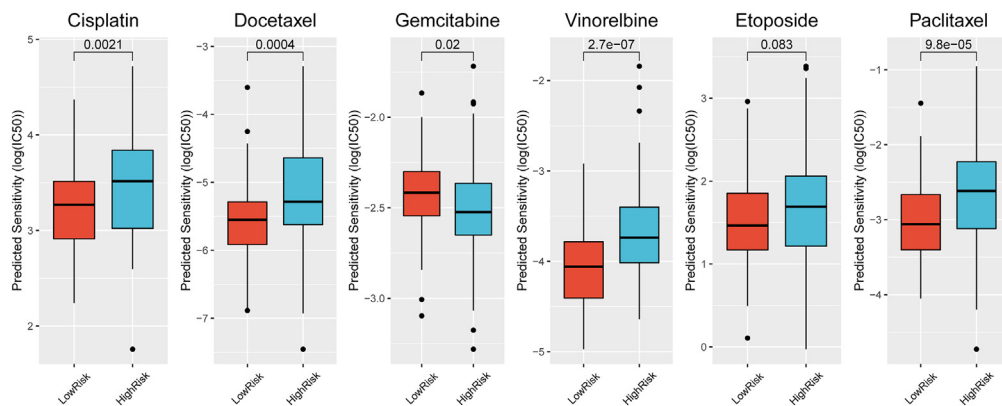 Cisplatin
0.0021
Predicted Sensitivity (log(IC50))
5
4
3
2
LowRisk
HighRisk
Docetaxel
0.0004
Predicted Sensitivity (log(IC50))
−3
−4
−5
−6
−7
LowRisk
HighRisk
Gemcitabine
0.02
Predicted Sensitivity (log(IC50))
−2.0
−2.5
−3.0
LowRisk
HighRisk
Vinorelbine
2.7e−07
Predicted Sensitivity (log(IC50))
−2
−3
−4
−5
LowRisk
HighRisk
Etoposide
0.083
Predicted Sensitivity (log(IC50))
3
2
1
0
LowRisk
HighRisk
Paclitaxel
9.8e−05
Predicted Sensitivity (log(IC50))
−1
−2
−3
−4
LowRisk
HighRisk